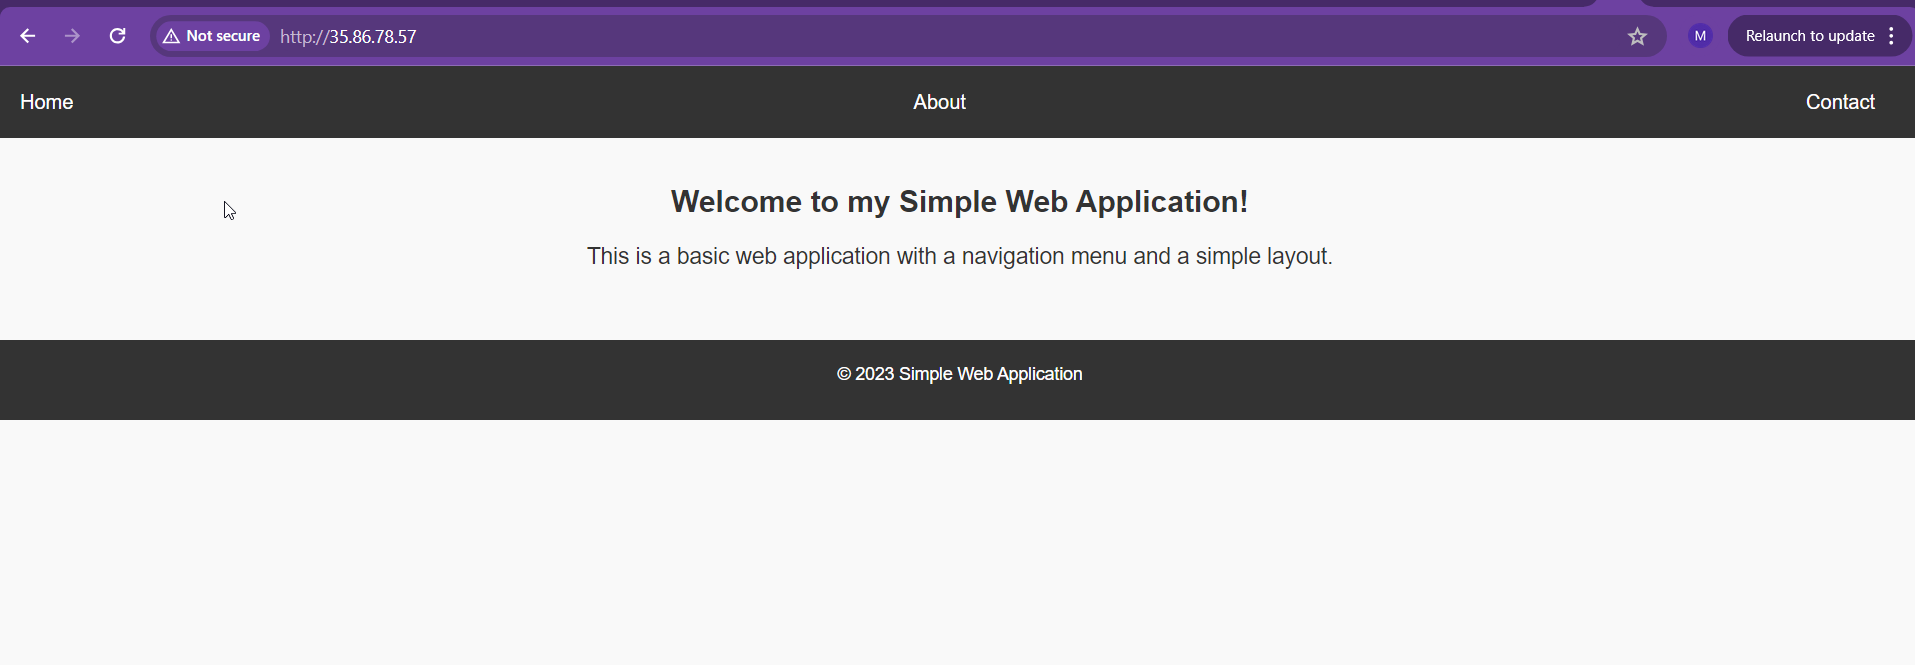 Not secure http://35.86.78.57 M Relaunch to update
Home About Contact
Welcome to my Simple Web Application!
This is a basic web application with a navigation menu and a simple layout.
© 2023 Simple Web Application